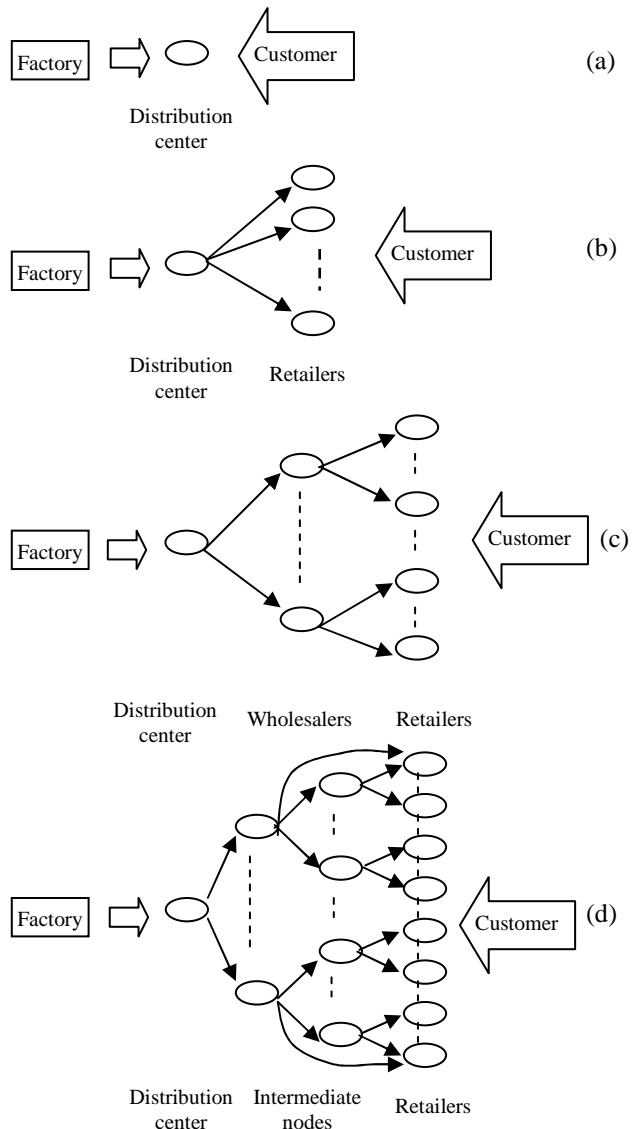 Factory
Customer
(a)
Distribution
center
Factory
Customer
(b)
Distribution
center
Retailers
Factory
Customer
(c)
Distribution
center
Wholesalers
Retailers
Factory
Customer
(d)
Distribution
center
Intermediate
nodes
Retailers